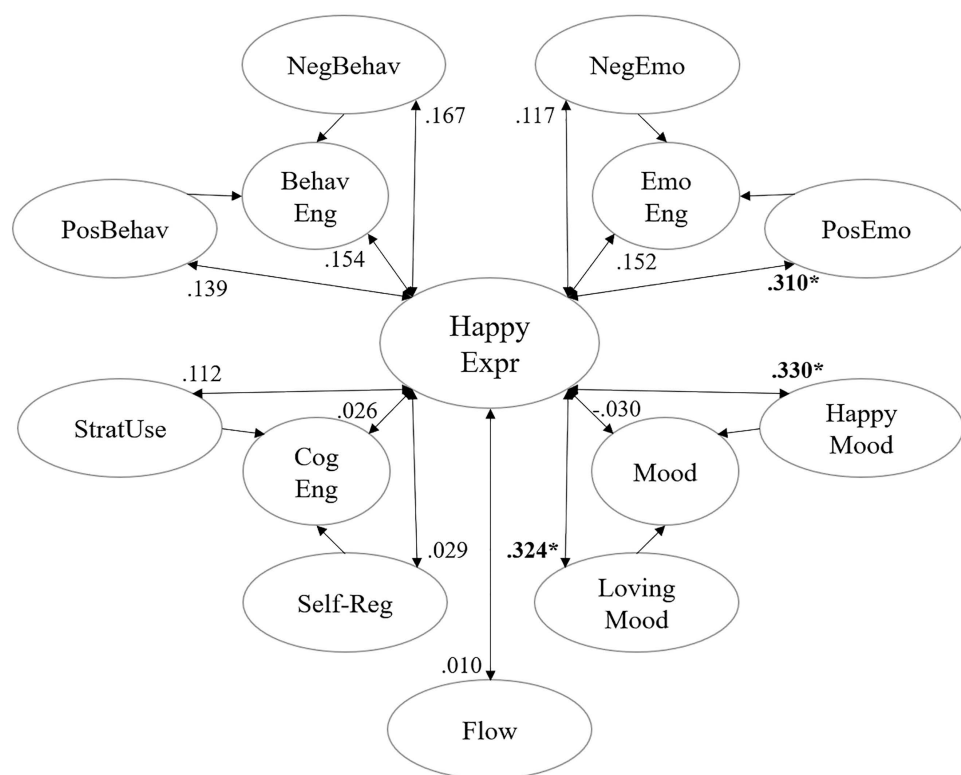 NegBehav
NegEmo
.167
.117
Behav
Eng
Emo
Eng
PosBehav
PosEmo
.154
.152
.139
.310*
Happy
Expr
.112
.330*
StratUse
.026
-.030
Happy
Mood
Cog
Eng
Mood
.029
.324*
Self-Reg
Loving
Mood
.010
Flow